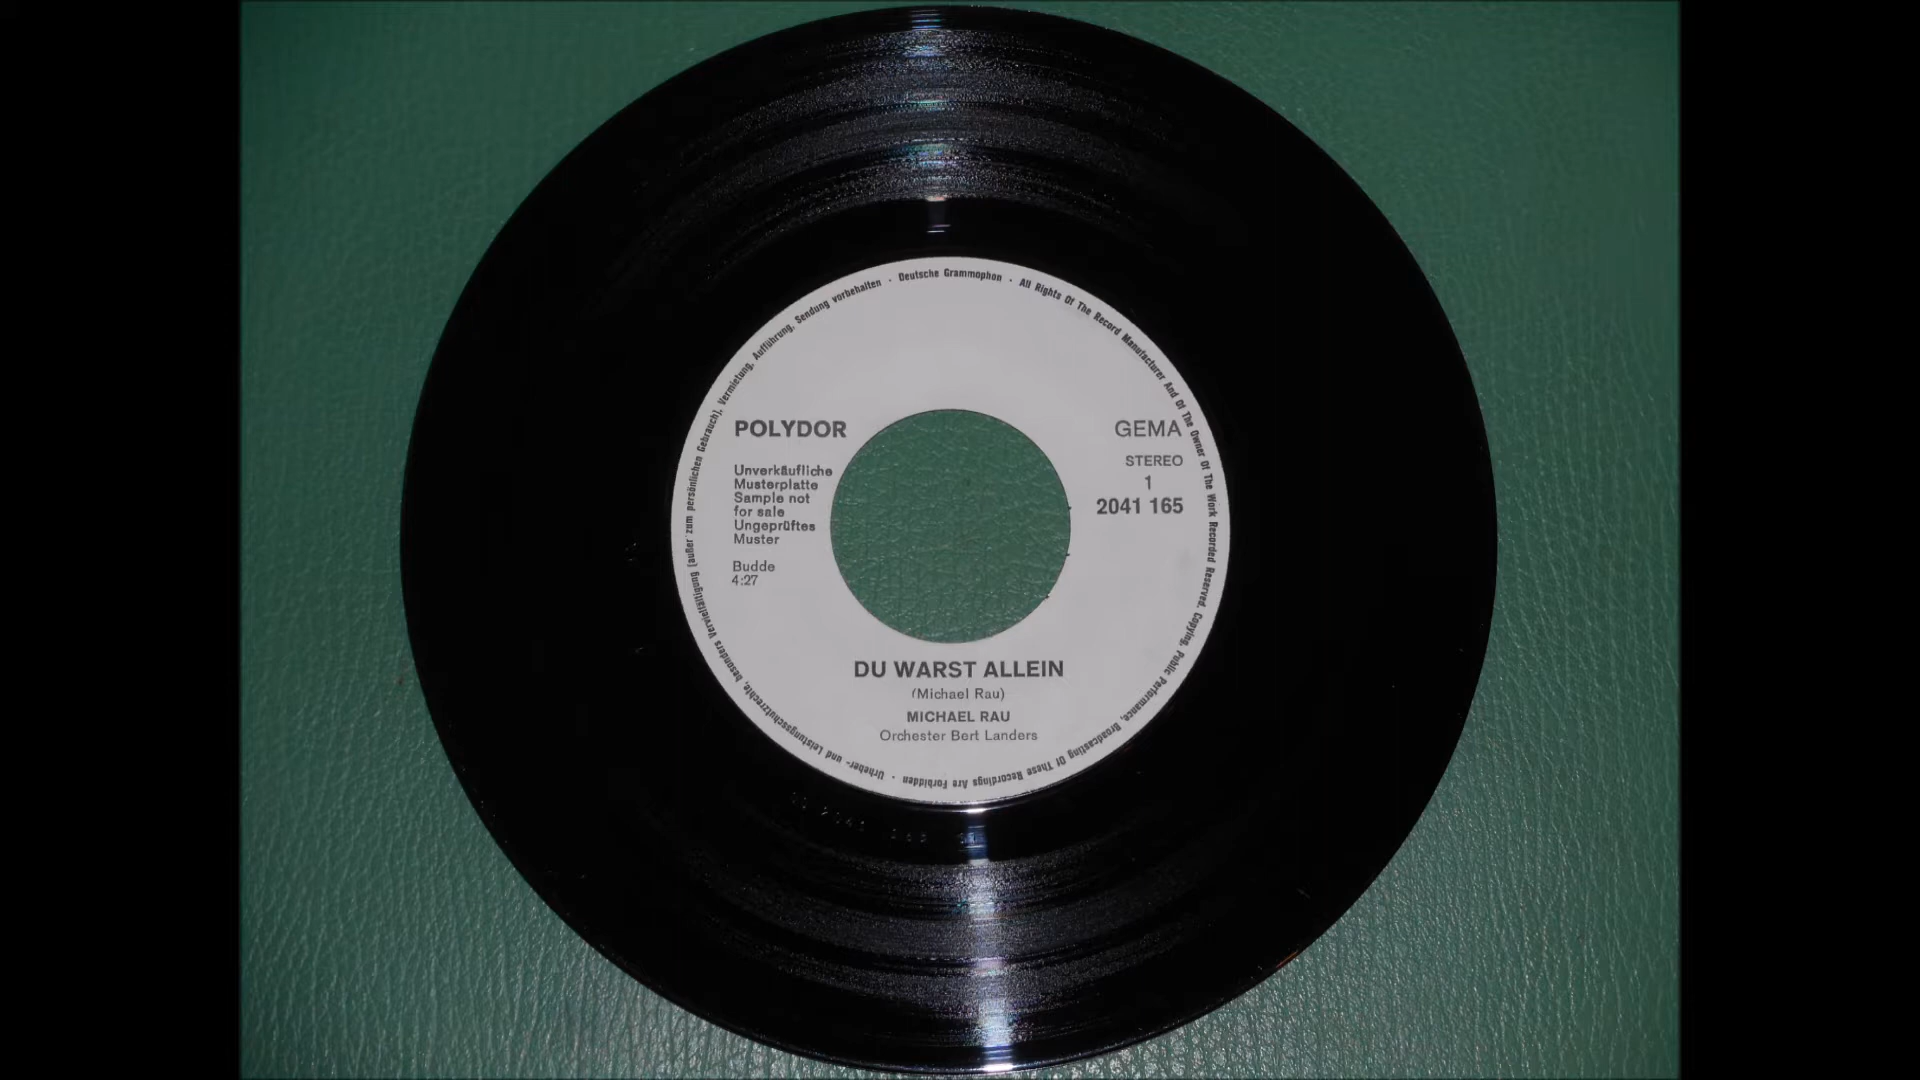 Deutsche Grammophon · All Rights Of The Record Manufacturer And Of The Owner Of The Work Recorded Reserved. Copying, Public Performance, Broadcasting Of These Recordings Are Forbidden · Urheber- und Leistungsschutzrechte, besonders Vervielfältigung (außer zum persönlichen Gebrauch), Vermietung, Aufführung, Sendung vorbehalten ·
POLYDOR
Unverkäufliche
Musterplatte
Sample not
for sale
Ungeprüftes
Muster
Budde
4:27
GEMA
STEREO
1
2041 165
DU WARST ALLEIN
(Michael Rau)
MICHAEL RAU
Orchester Bert Landers